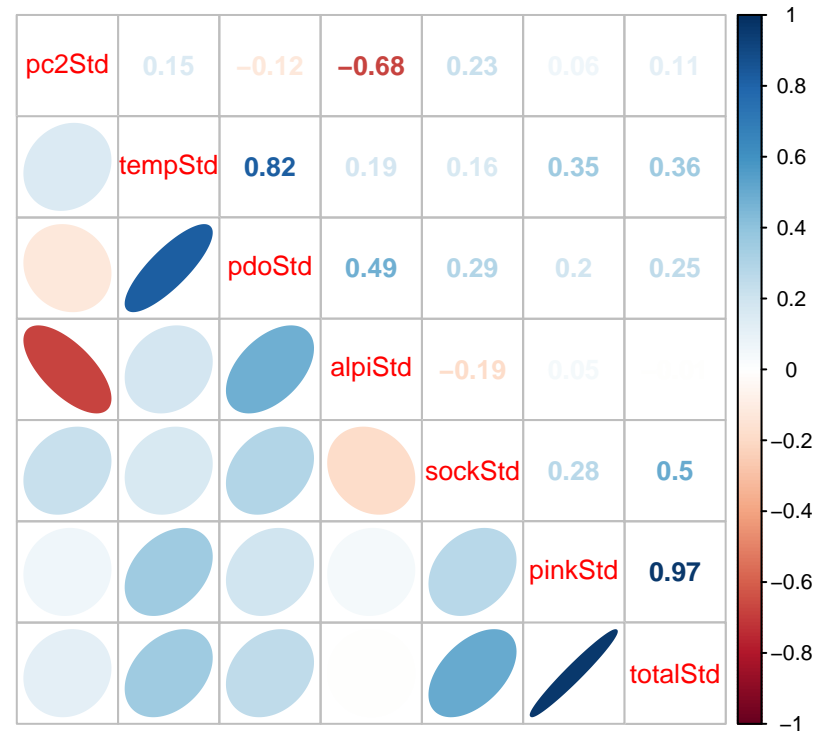 pc2Std 0.15 −0.12 −0.68 0.23 0.06 0.11
tempStd 0.82 0.19 0.16 0.35 0.36
pdoStd 0.49 0.29 0.2 0.25
alpiStd −0.19 0.05
sockStd 0.28 0.5
pinkStd 0.97
totalStd
1
0.8
0.6
0.4
0.2
0
−0.2
−0.4
−0.6
−0.8
−1